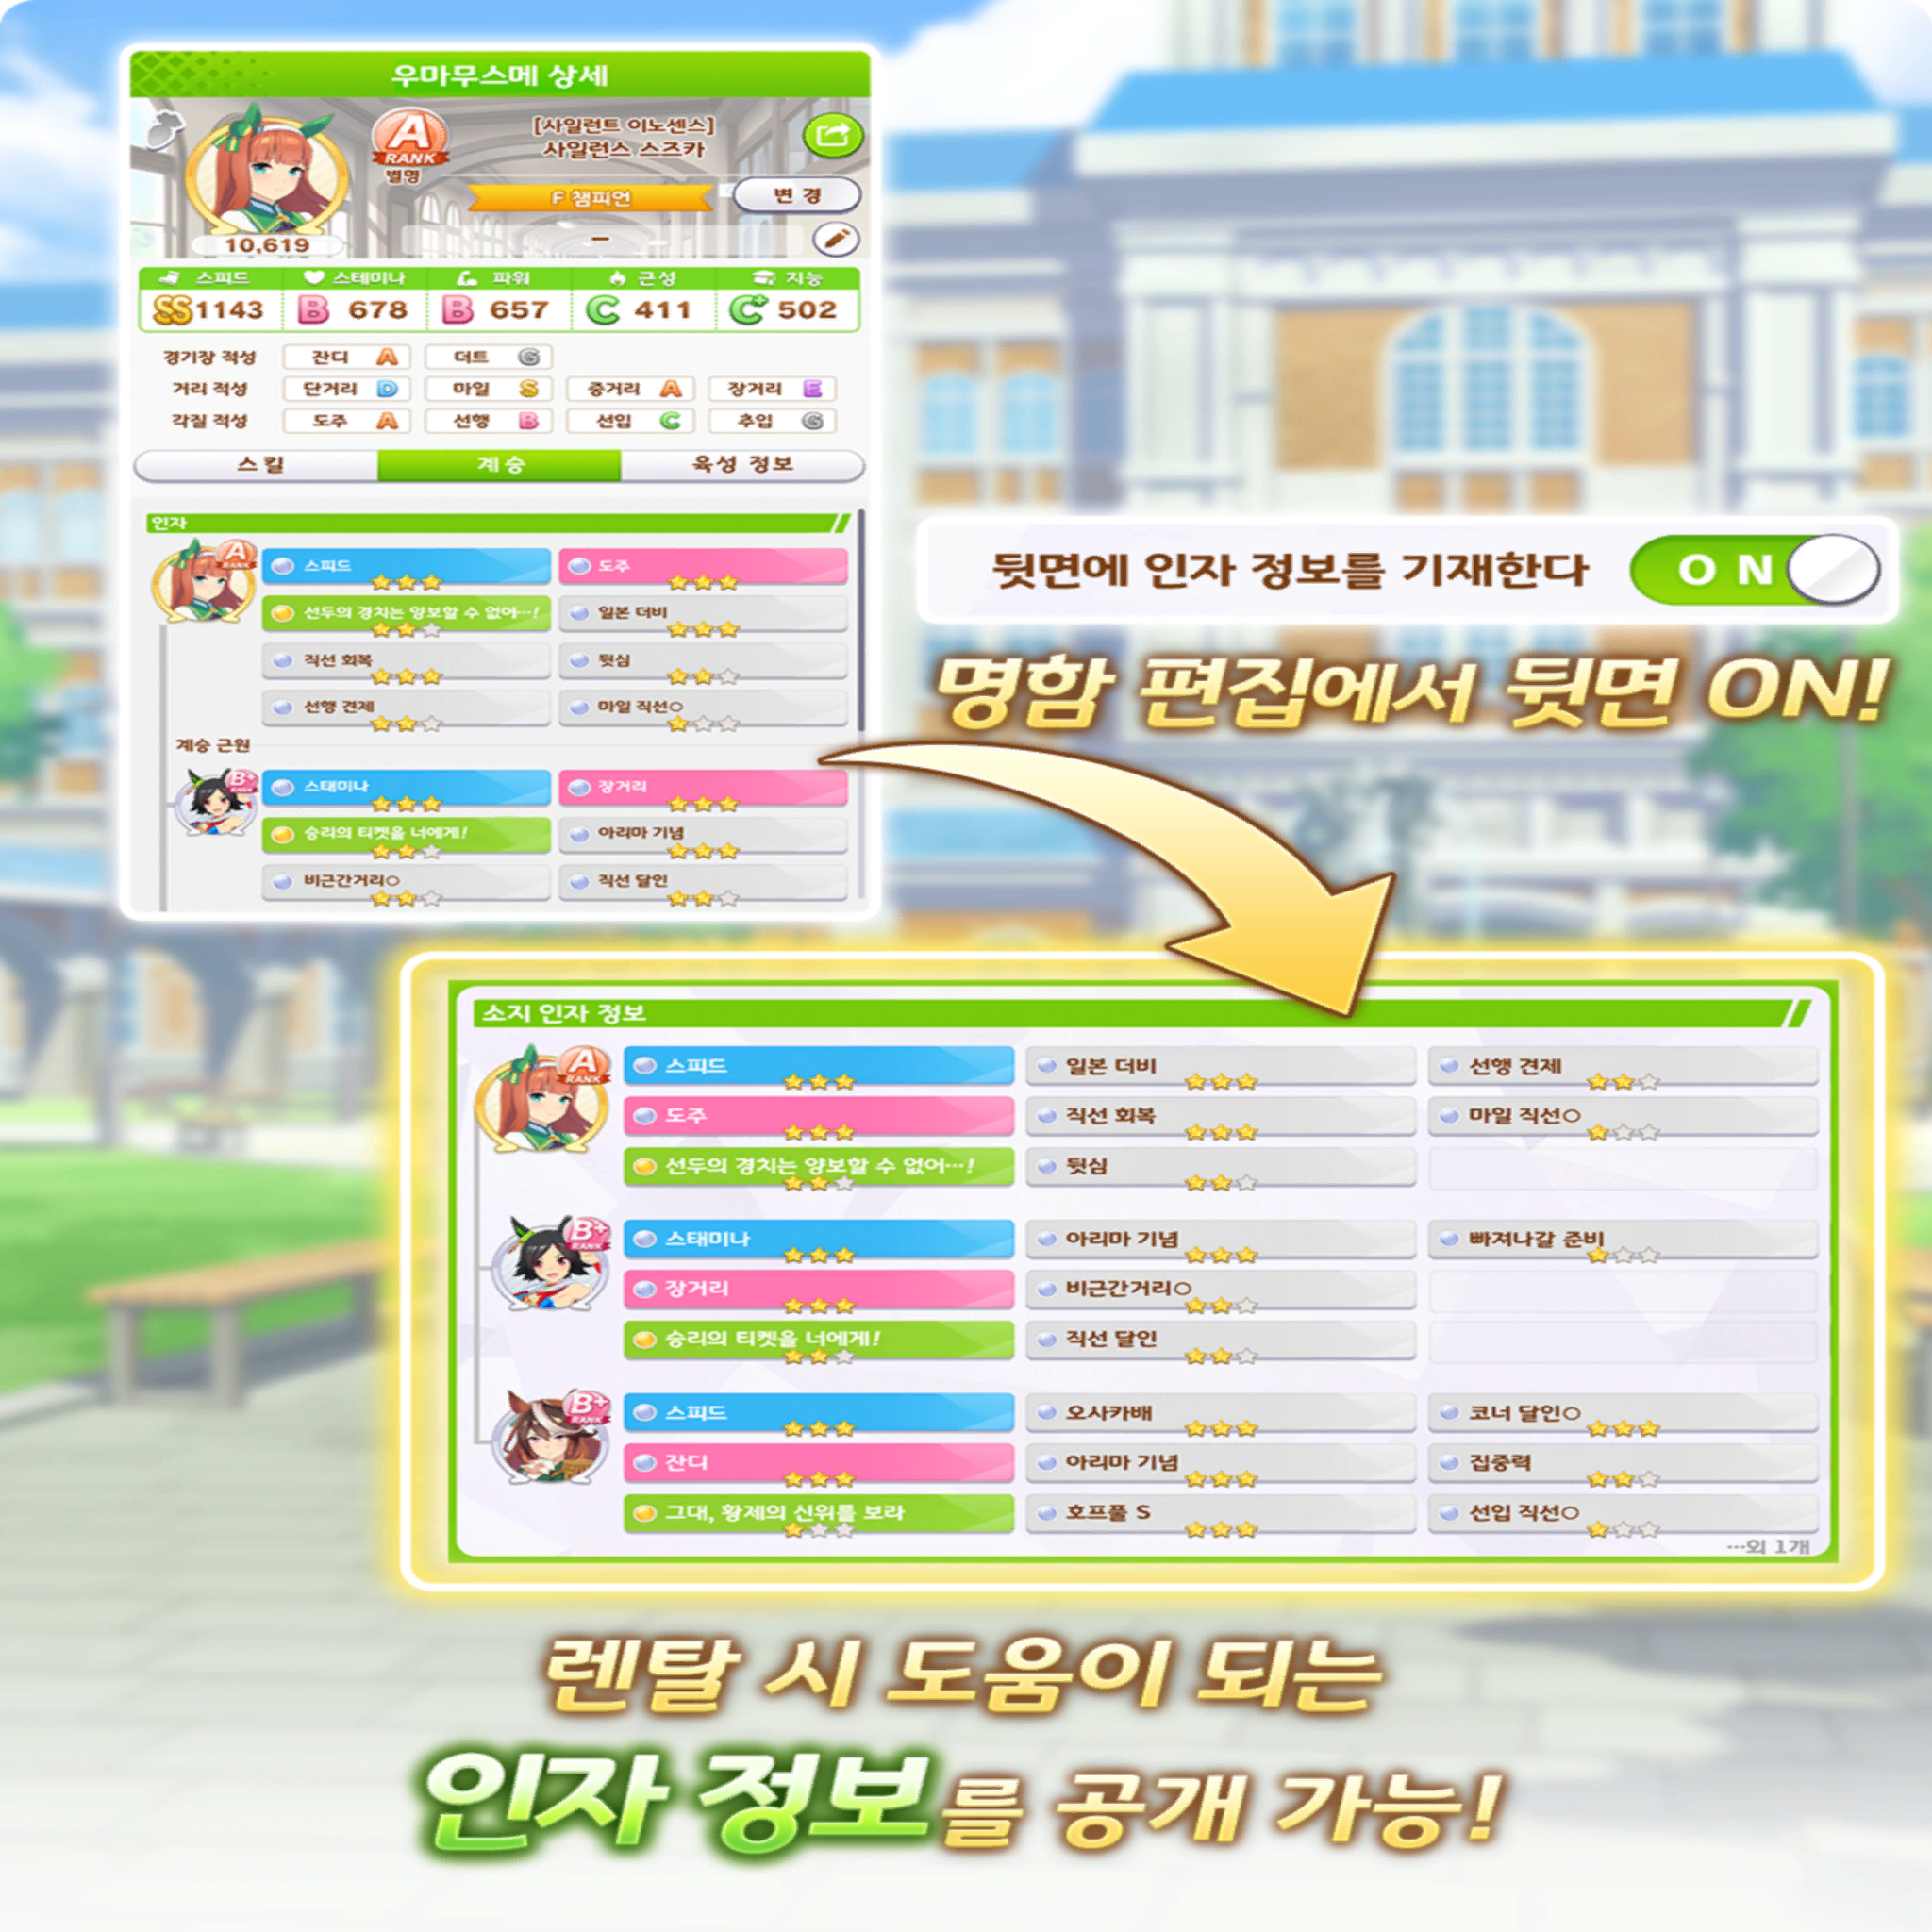 우마무스메 상세
A
RANK
별명
[사일런트 이노센스]
사일런스 스즈카
F 챔피언
변경
10,619
-
스피드 스테미나 파워 근성 지능
SS 1143 B 678 B 657 C 411 C+ 502
경기장 적성 잔디 A 더트 G
거리 적성 단거리 D 마일 S 중거리 A 장거리 E
각질 적성 도주 A 선행 B 선입 C 추입 G
스킬 계승 육성 정보
인자
A RANK
스피드 도주
선두의 경치는 양보할 수 없어…! 일본 더비
직선 회복 뒷심
선행 견제 마일 직선○
계승 근원
B+ RANK
스태미나 장거리
승리의 티켓을 너에게! 아리마 기념
비근간거리○ 직선 달인
뒷면에 인자 정보를 기재한다 ON
명함 편집에서 뒷면 ON!
소지 인자 정보
A RANK
스피드 일본 더비 선행 견제
도주 직선 회복 마일 직선○
선두의 경치는 양보할 수 없어…! 뒷심
B+ RANK
스태미나 아리마 기념 빠져나갈 준비
장거리 비근간거리○
승리의 티켓을 너에게! 직선 달인
B+ RANK
스피드 오사카배 코너 달인○
잔디 아리마 기념 집중력
그대, 황제의 신위를 보라 호프풀 S 선입 직선○
…외 1개
렌탈 시 도움이 되는
인자 정보를 공개 가능!